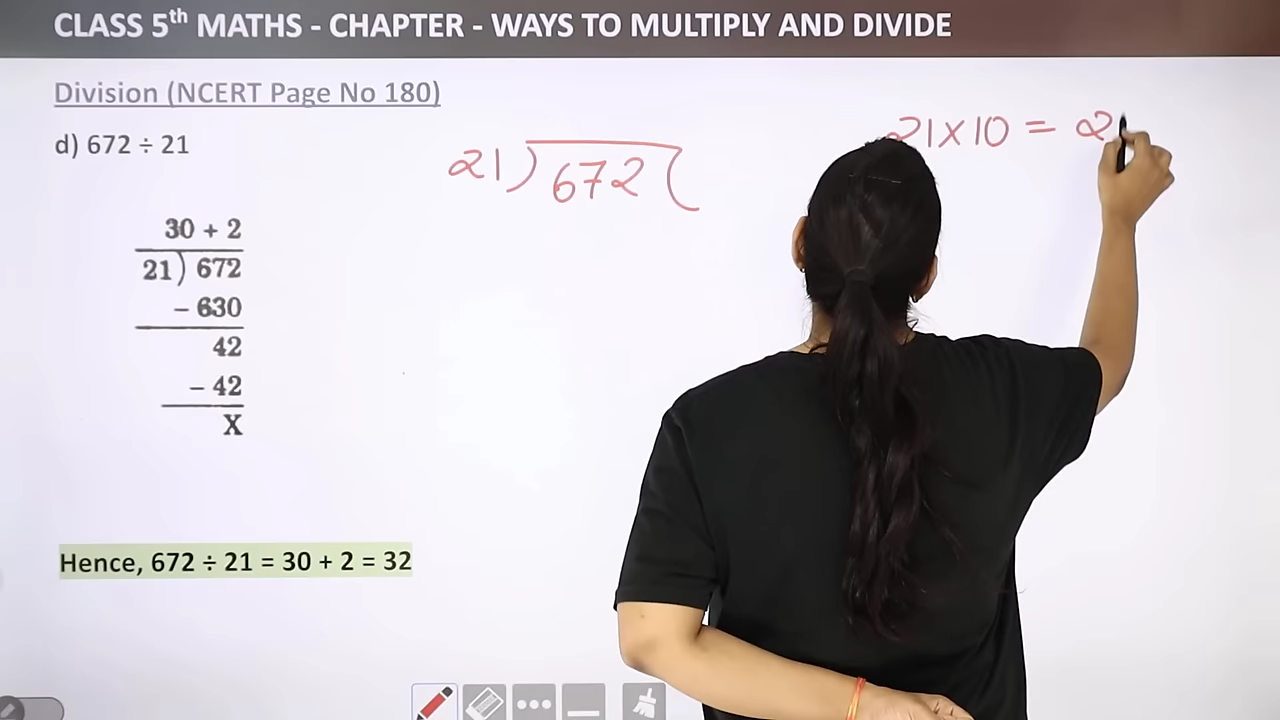 CLASS 5th MATHS - CHAPTER - WAYS TO MULTIPLY AND DIVIDE
Division (NCERT Page No 180)
d) 672 ÷ 21
30 + 2
21) 672
- 630
42
- 42
X
Hence, 672 ÷ 21 = 30 + 2 = 32
21) 672 (
21 x 10 = 2